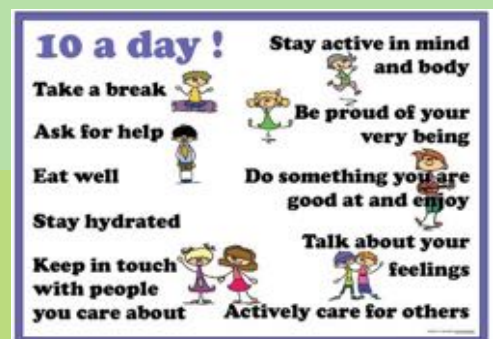 10 a day !
Take a break
Ask for help
Eat well
Stay hydrated
Keep in touch
with people
you care about
Stay active in mind
and body
Be proud of your
very being
Do something you are
good at and enjoy
Talk about your
feelings
Actively care for others